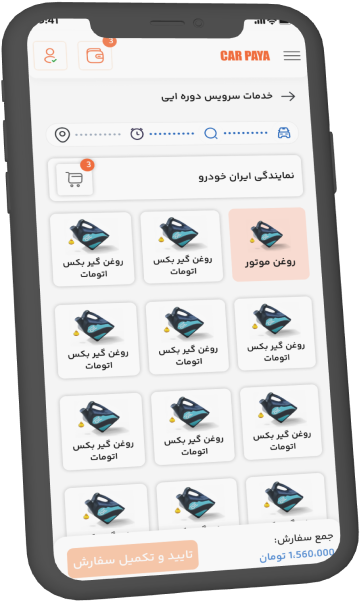 9:41
3
CAR PAYA
خدمات سرویس دوره ایی
نمایندگی ایران خودرو
3
روغن موتور
روغن گیر بکس
اتومات
روغن گیر بکس
اتومات
روغن گیر بکس
اتومات
روغن گیر بکس
اتومات
روغن گیر بکس
اتومات
روغن گیر بکس
اتومات
روغن گیر بکس
اتومات
روغن گیر بکس
اتومات
جمع سفارش:
1.560.000 تومان
تایید و تکمیل سفارش